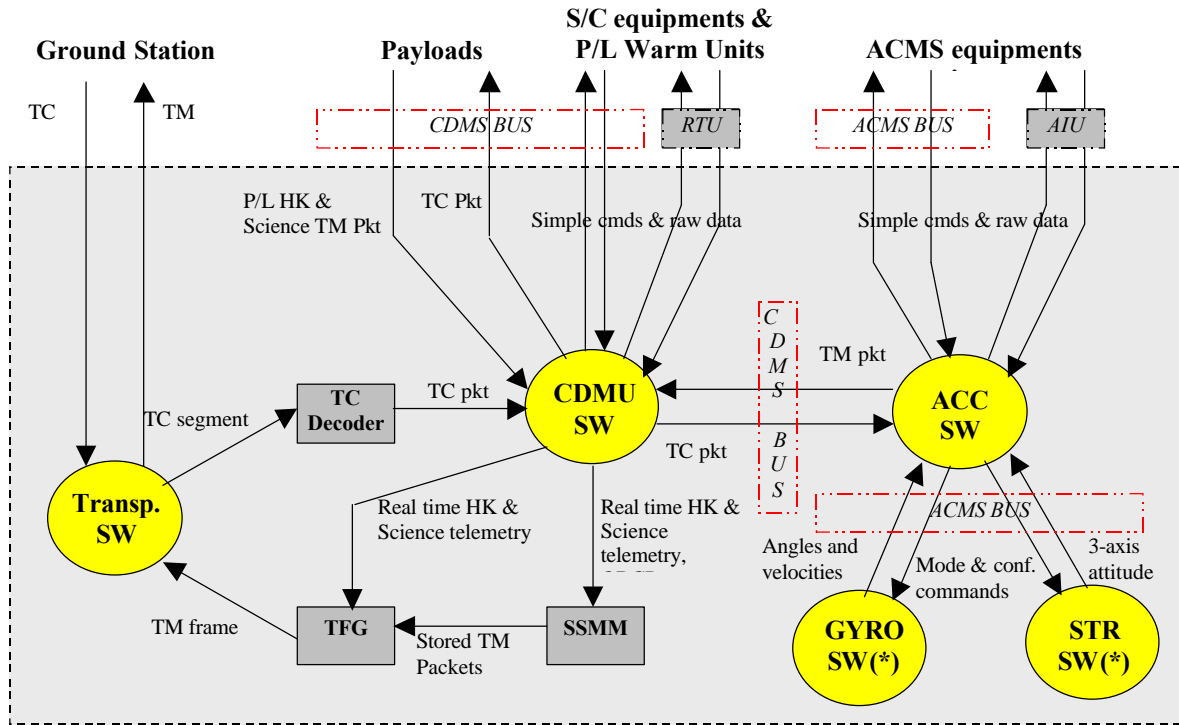 S/C equipments &
Ground Station
Payloads
P/L Warm Units
ACMS equipments
TC
TM
CDMS BUS
RTU
ACMS BUS
AIU
P/L HK &
Science TM Pkt
TC Pkt
Simple cmds & raw data
Simple cmds & raw data
C
D
M
S
B
U
S
TM pkt
TC
Decoder
TC pkt
CDMU
SW
ACC
SW
TC segment
TC pkt
Transp.
SW
Real time HK &
Science telemetry
Real time HK &
Science
telemetry,
ACMS BUS
Angles and
velocities
Mode & conf.
commands
3-axis
attitude
TM frame
TFG
Stored TM
Packets
SSMM
GYRO
SW(*)
STR
SW(*)